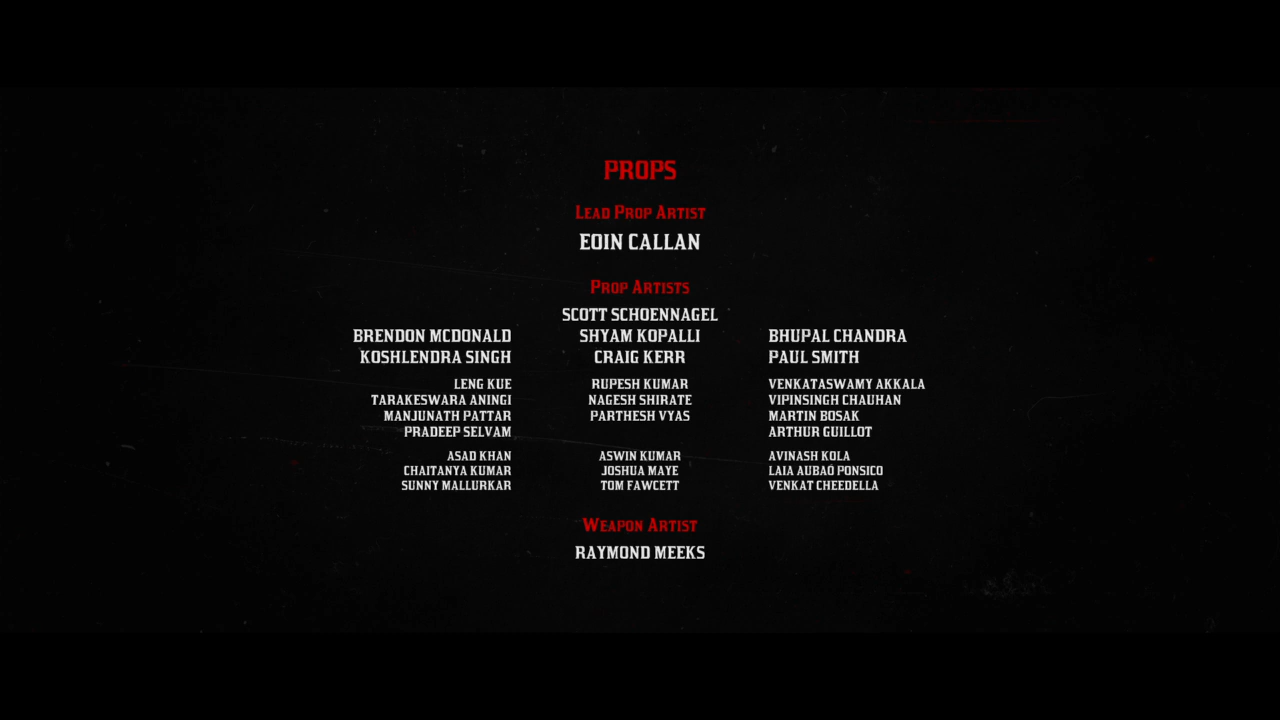 PROPS
LEAD PROP ARTIST
EOIN CALLAN
PROP ARTISTS
SCOTT SCHOENNAGEL
BRENDON MCDONALD SHYAM KOPALLI BHUPAL CHANDRA
KOSHLENDRA SINGH CRAIG KERR PAUL SMITH
LENG KUE RUPESH KUMAR VENKATASWAMY AKKALA
TARAKESWARA ANINGI NAGESH SHIRATE VIPINSINGH CHAUHAN
MANJUNATH PATTAR PARTHESH VYAS MARTIN BOSAK
PRADEEP SELVAM ARTHUR GUILLOT
ASAD KHAN ASWIN KUMAR AVINASH KOLA
CHAITANYA KUMAR JOSHUA MAYE LAIA AUBAÓ PONSICO
SUNNY MALLURKAR TOM FAWCETT VENKAT CHEEDELLA
WEAPON ARTIST
RAYMOND MEEKS